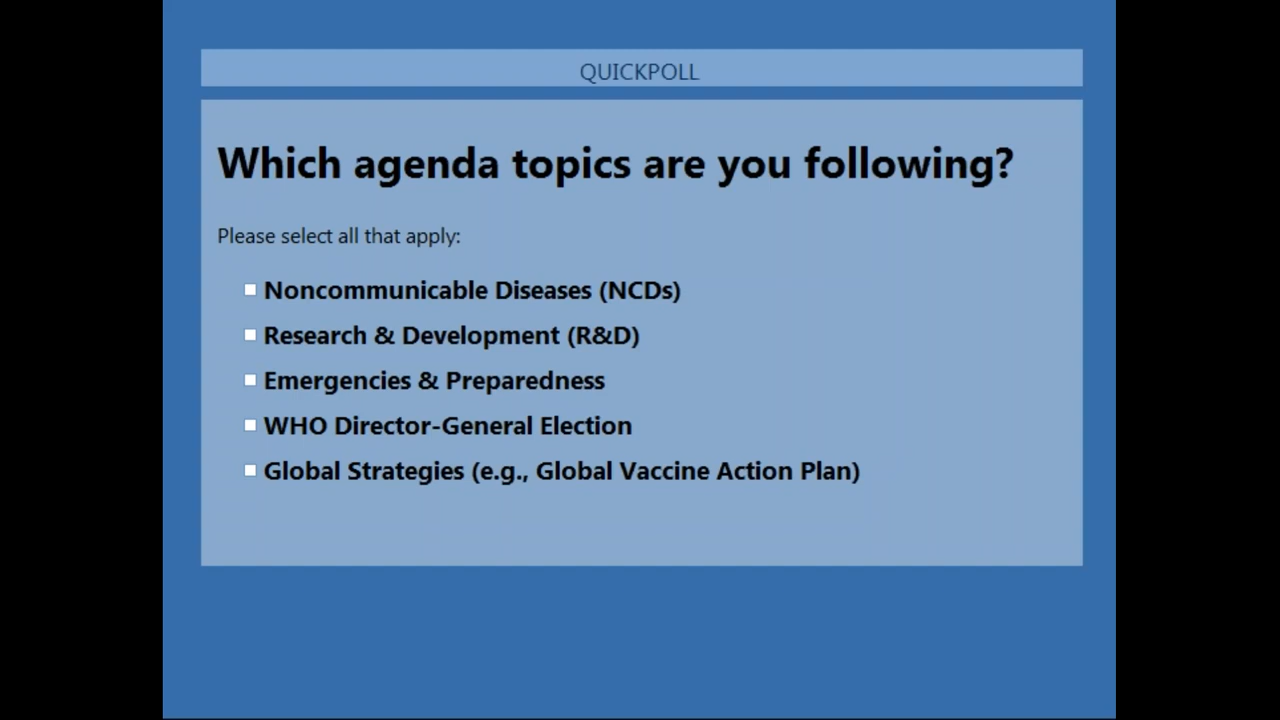 QUICKPOLL
Which agenda topics are you following?
Please select all that apply:
Noncommunicable Diseases (NCDs)
Research & Development (R&D)
Emergencies & Preparedness
WHO Director-General Election
Global Strategies (e.g., Global Vaccine Action Plan)